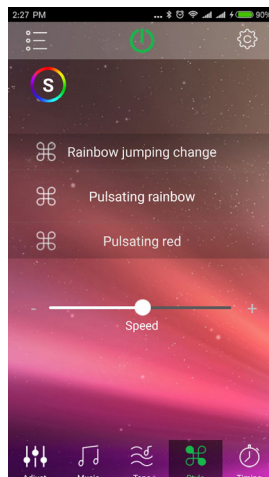 2:27 PM ... 90%
S
Rainbow jumping change
Pulsating rainbow
Pulsating red
- +
Speed
Adjust Music Style Timing